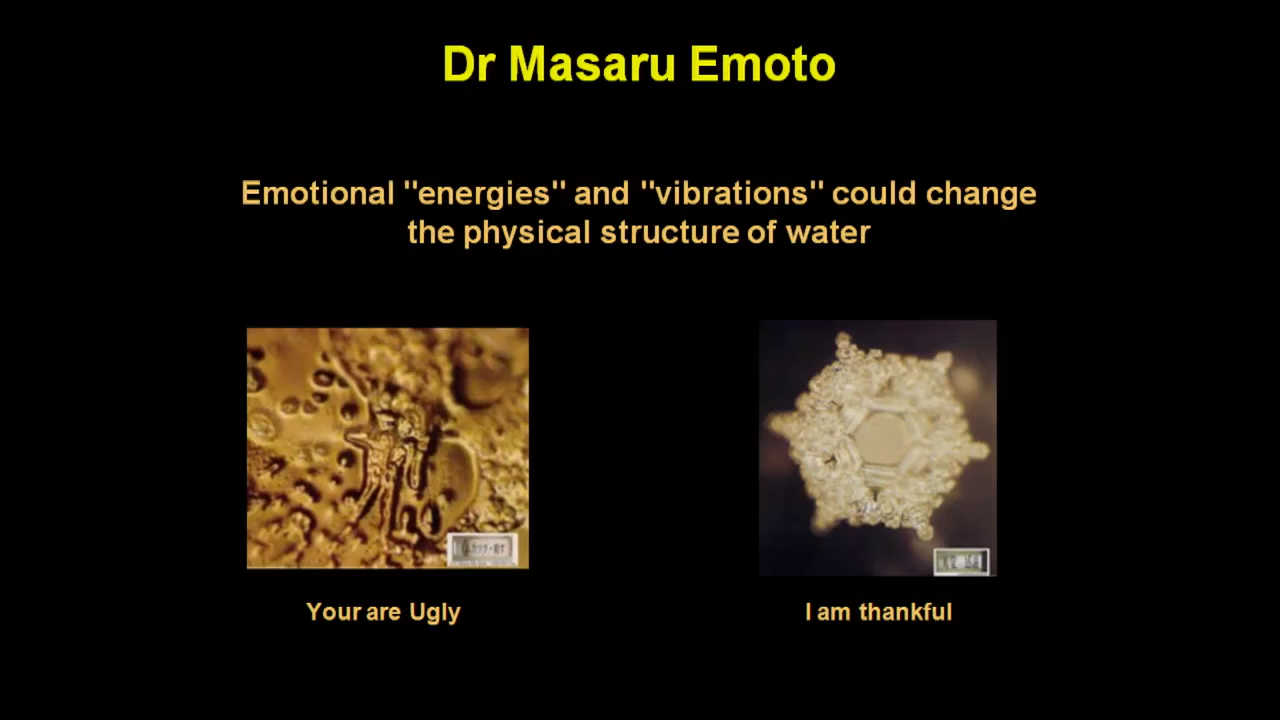 Dr Masaru Emoto
Emotional "energies" and "vibrations" could change
the physical structure of water
Your are Ugly
I am thankful